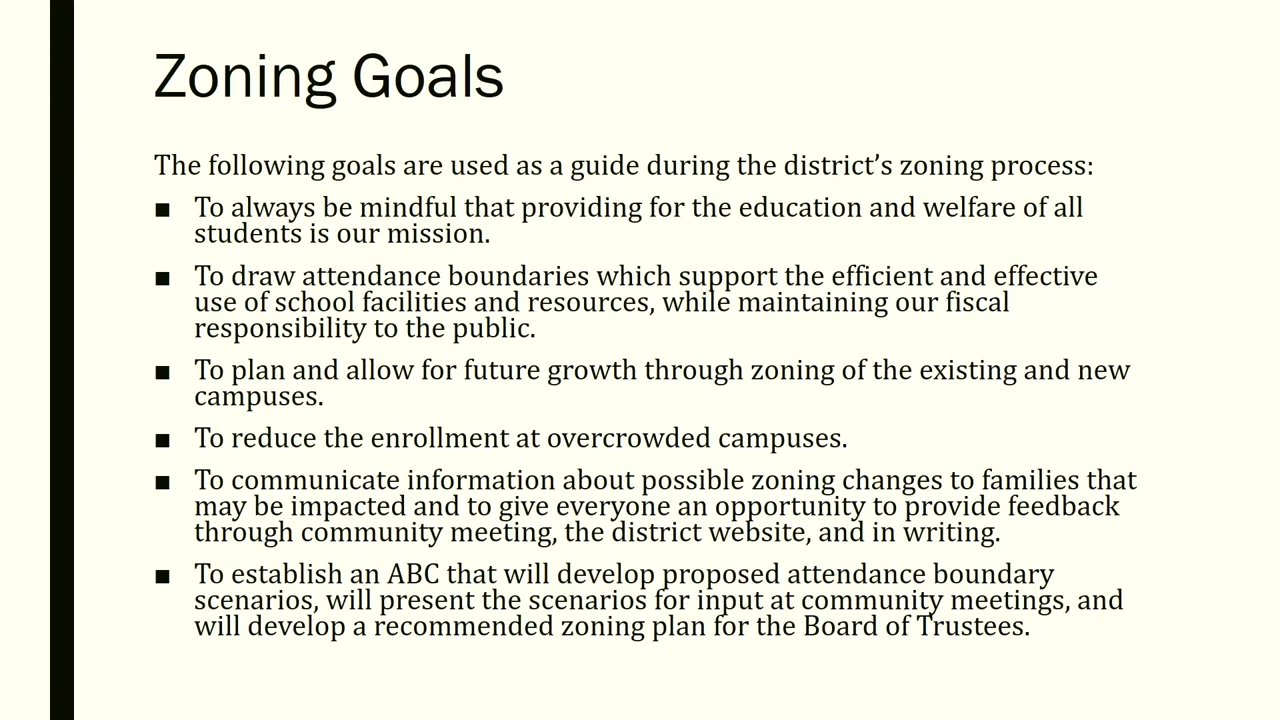 Zoning Goals
The following goals are used as a guide during the district’s zoning process:
■ To always be mindful that providing for the education and welfare of all
students is our mission.
■ To draw attendance boundaries which support the efficient and effective
use of school facilities and resources, while maintaining our fiscal
responsibility to the public.
■ To plan and allow for future growth through zoning of the existing and new
campuses.
■ To reduce the enrollment at overcrowded campuses.
■ To communicate information about possible zoning changes to families that
may be impacted and to give everyone an opportunity to provide feedback
through community meeting, the district website, and in writing.
■ To establish an ABC that will develop proposed attendance boundary
scenarios, will present the scenarios for input at community meetings, and
will develop a recommended zoning plan for the Board of Trustees.